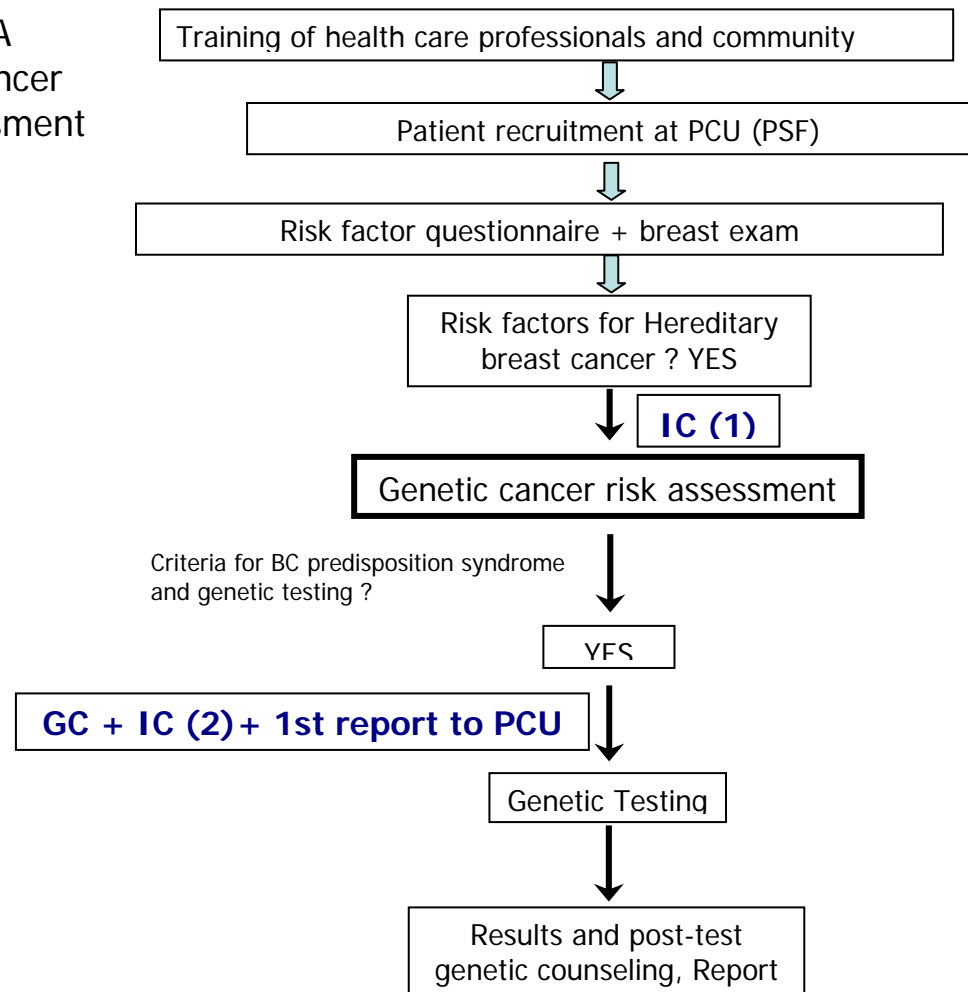 A
ncer
sment
Training of health care professionals and community
Patient recruitment at PCU (PSF)
Risk factor questionnaire + breast exam
Risk factors for Hereditary
breast cancer ? YES
IC (1)
Genetic cancer risk assessment
Criteria for BC predisposition syndrome
and genetic testing ?
YES
GC + IC (2) + 1st report to PCU
Genetic Testing
Results and post-test
genetic counseling, Report